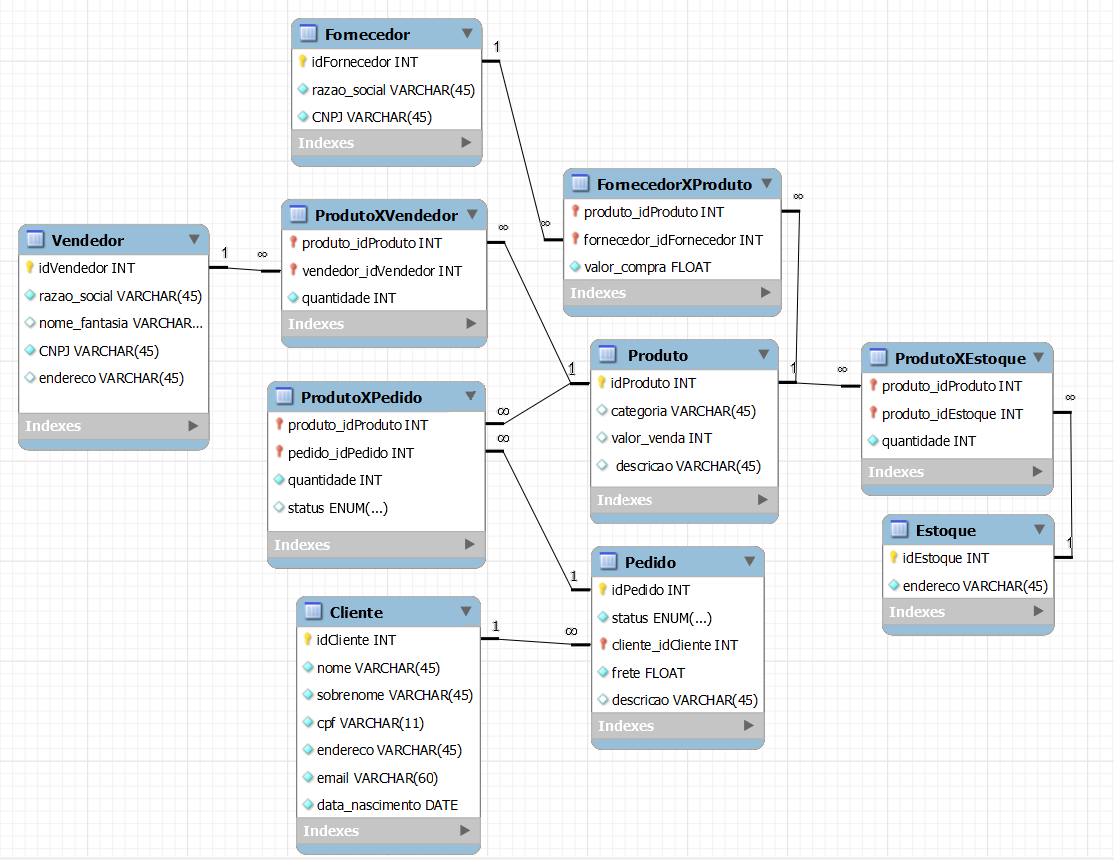 Fornecedor
idFornecedor INT
razao_social VARCHAR(45)
CNPJ VARCHAR(45)
Indexes
1
∞
FornecedorXProduto
produto_idProduto INT
fornecedor_idFornecedor INT
valor_compra FLOAT
Indexes
∞
ProdutoXVendedor
produto_idProduto INT
vendedor_idVendedor INT
quantidade INT
Indexes
∞
∞
Vendedor
idVendedor INT
razao_social VARCHAR(45)
nome_fantasia VARCHAR...
CNPJ VARCHAR(45)
endereco VARCHAR(45)
Indexes
1
Produto
idProduto INT
categoria VARCHAR(45)
valor_venda INT
descricao VARCHAR(45)
Indexes
1
1
ProdutoXEstoque
produto_idProduto INT
produto_idEstoque INT
quantidade INT
Indexes
∞
∞
ProdutoXPedido
produto_idProduto INT
pedido_idPedido INT
quantidade INT
status ENUM(...)
Indexes
∞
∞
Estoque
idEstoque INT
endereco VARCHAR(45)
Indexes
1
Pedido
idPedido INT
status ENUM(...)
cliente_idCliente INT
frete FLOAT
descricao VARCHAR(45)
Indexes
1
∞
Cliente
idCliente INT
nome VARCHAR(45)
sobrenome VARCHAR(45)
cpf VARCHAR(11)
endereco VARCHAR(45)
email VARCHAR(60)
data_nascimento DATE
Indexes
1